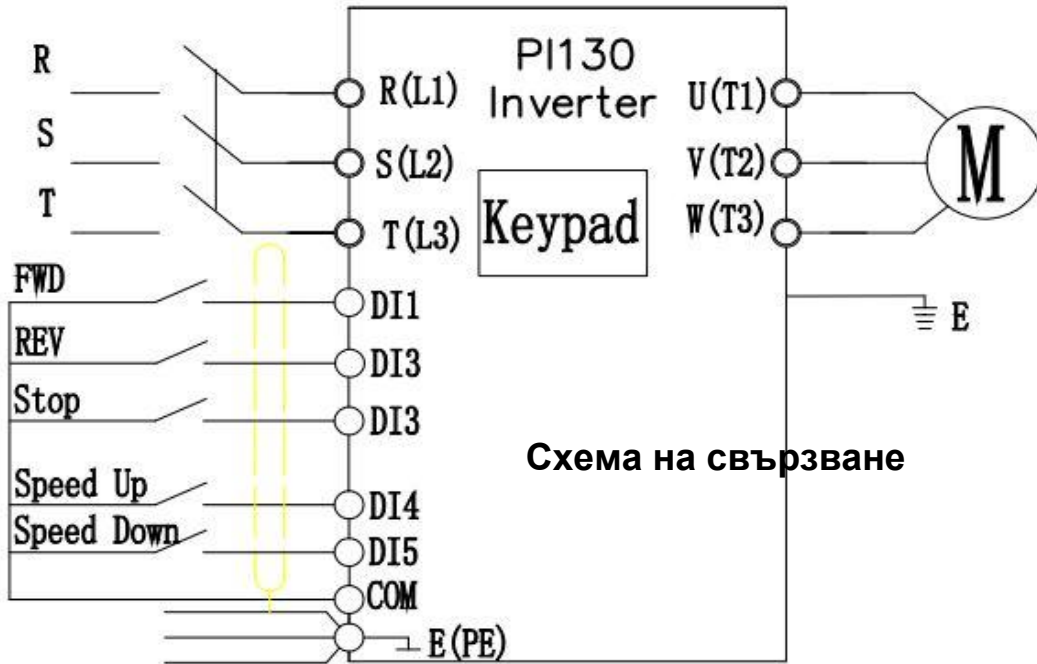 PI130
Inverter
R R(L1) U(T1)
S S(L2) V(T2)
T T(L3) W(T3)
M
Keypad
FWD DI1
E
REV DI3
Stop DI3
Схема на свързване
Speed Up DI4
Speed Down DI5
COM
E(PE)